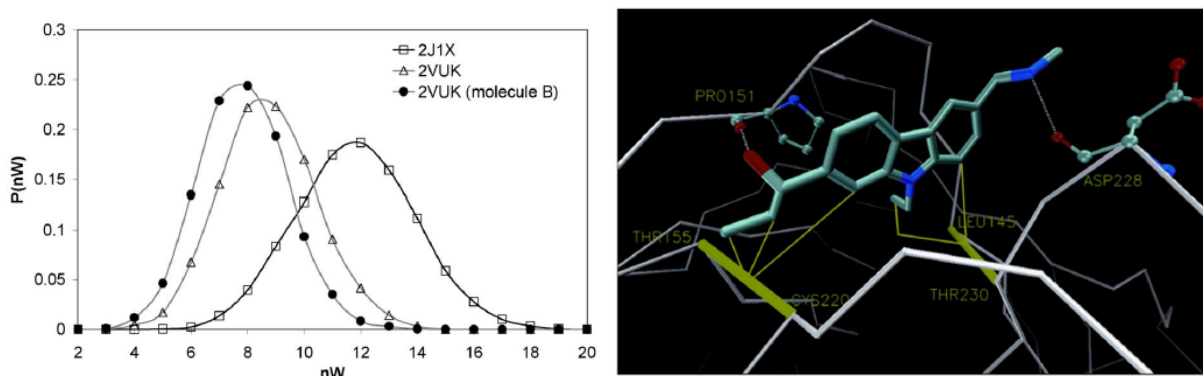 0.3
0.25
0.20
0.15
0.1
0.05
0
P(nW)
2J1X
2VUK
2VUK (molecule B)
2 4 6 8 10 12 14 16 18 20
nW
PRO151
ASP228
THR155
LEU145
CYS220
THR230